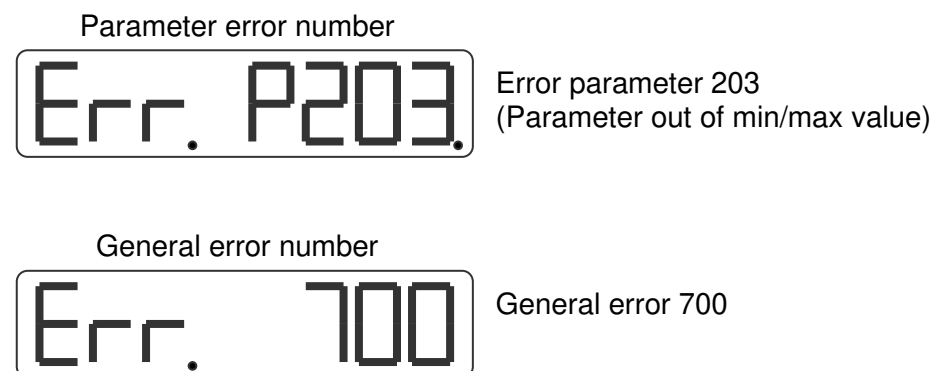 Parameter error number
Err. P203.
Error parameter 203
(Parameter out of min/max value)
General error number
Err. 700
General error 700